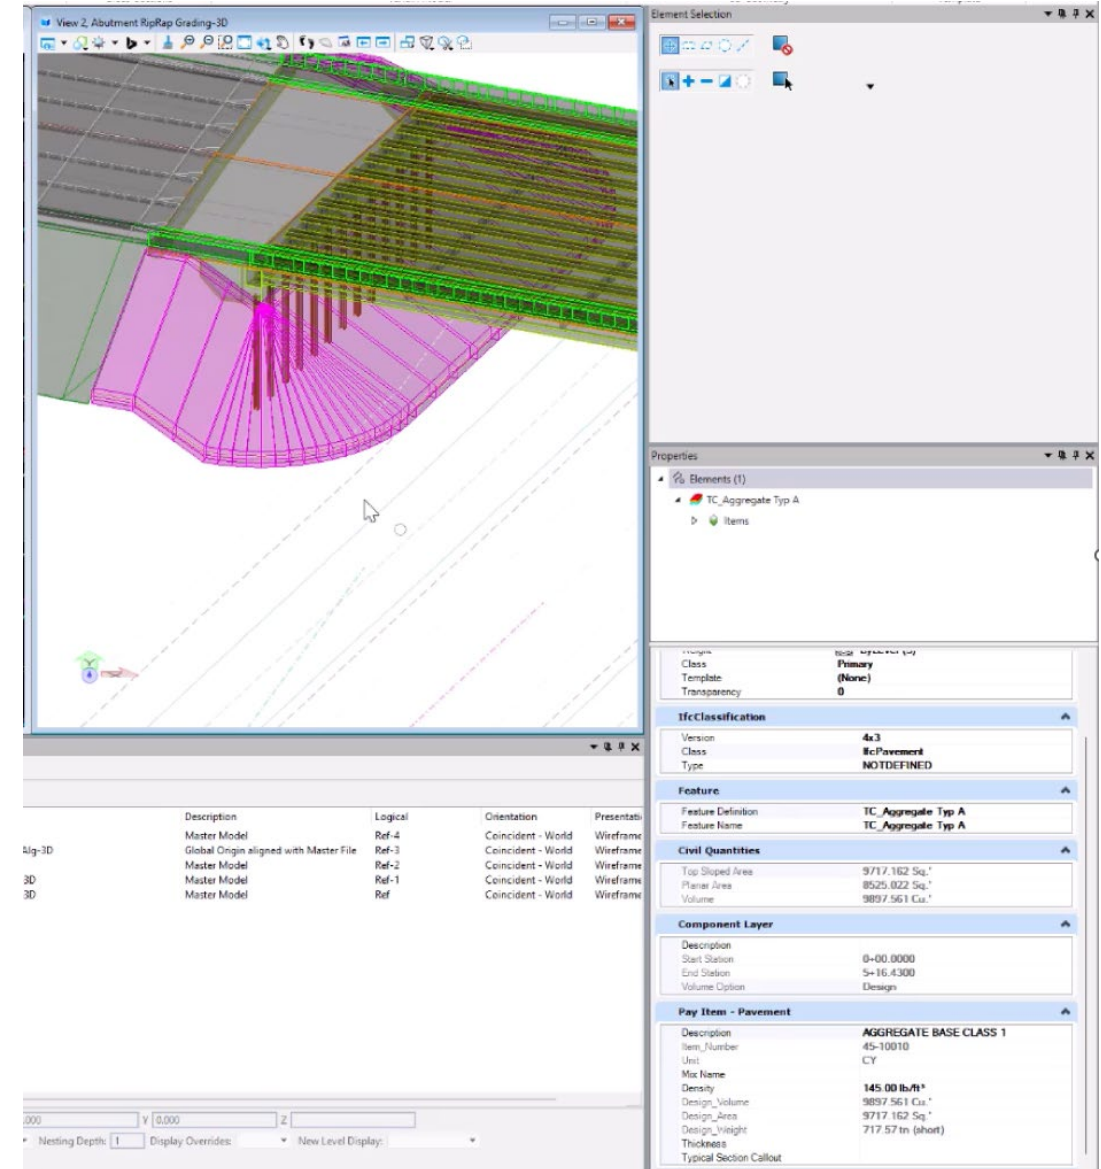 View 2, Abutment RipRap Grading-3D
Element Selection
Properties
Elements (1)
TC_Aggregate Typ A
Items
Class Primary
Template (None)
Transparency 0
IfcClassification
Version 4x3
Class IfcPavement
Type NOTDEFINED
Feature
Feature Definition TC_Aggregate Typ A
Feature Name TC_Aggregate Typ A
Civil Quantities
Top Sloped Area 9717.162 Sq.'
Planar Area 8525.022 Sq.'
Volume 9897.561 Cu.'
Component Layer
Description
Start Station 0+00.0000
End Station 5+16.4300
Volume Option Design
Pay Item - Pavement
Description AGGREGATE BASE CLASS 1
Item_Number 45-10010
Unit CY
Mix Name
Density 145.00 lb/ft³
Design_Volume 9897.561 Cu.'
Design_Area 9717.162 Sq.'
Design_Weight 717.57 tn (short)
Thickness
Typical Section Callout
Description Logical Orientation Presentati
Master Model Ref-4 Coincident - World Wireframe
Alg-3D Global Origin aligned with Master File Ref-3 Coincident - World Wireframe
Master Model Ref-2 Coincident - World Wireframe
3D Master Model Ref-1 Coincident - World Wireframe
3D Master Model Ref Coincident - World Wireframe
.000 Y 0.000 Z
Nesting Depth: 1 Display Overrides: New Level Display: